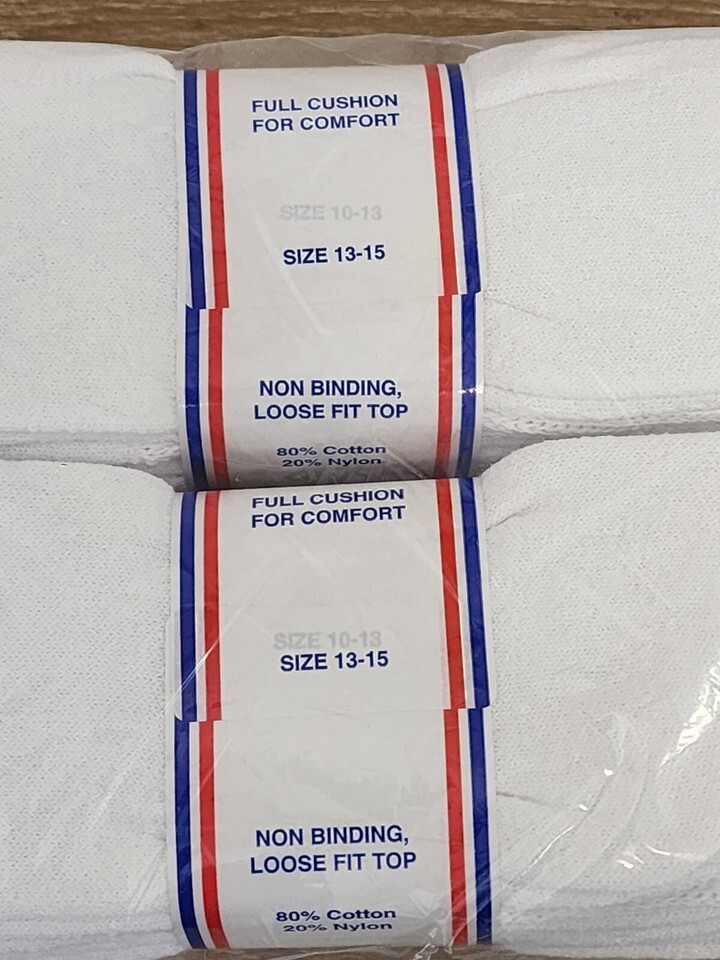 FULL CUSHION
FOR COMFORT
SIZE 10-13
SIZE 13-15
NON BINDING,
LOOSE FIT TOP
80% Cotton
20% Nylon
FULL CUSHION
FOR COMFORT
SIZE 10-13
SIZE 13-15
NON BINDING,
LOOSE FIT TOP
80% Cotton
20% Nylon